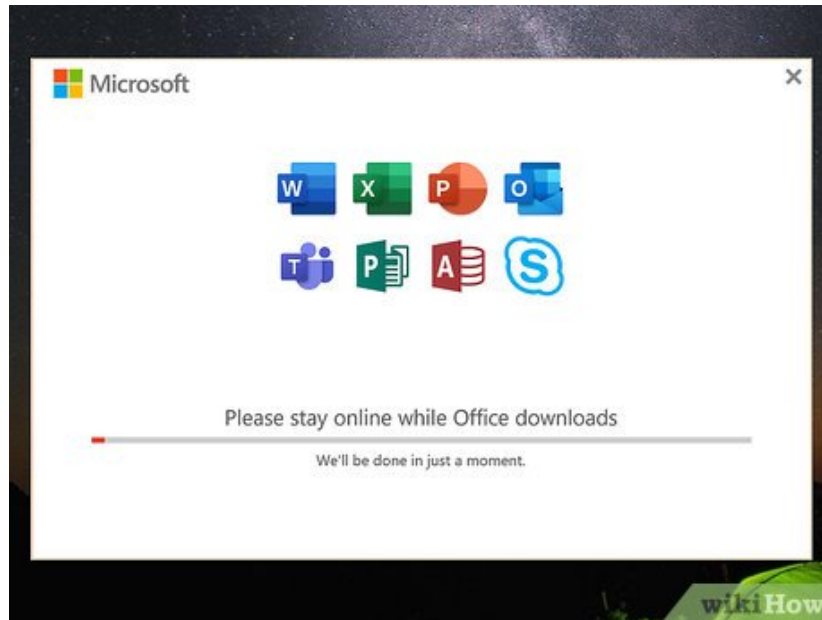 Microsoft
W X P O
T P A S
Please stay online while Office downloads
We'll be done in just a moment.
wikiHow